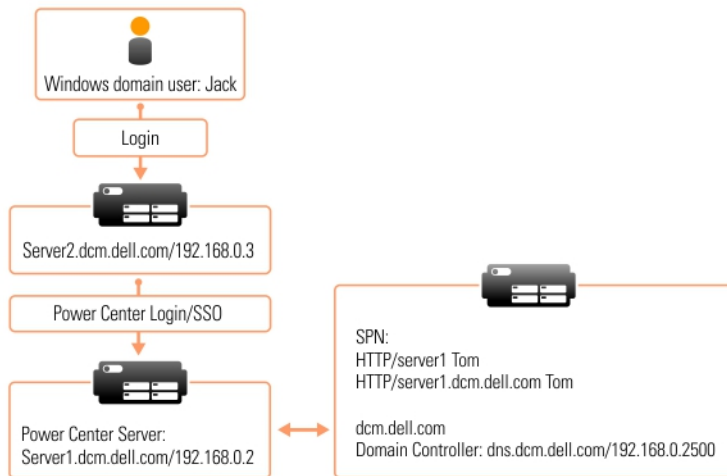 Windows domain user: Jack
Login
Server2.dcm.dell.com/192.168.0.3
Power Center Login/SSO
Power Center Server:
Server1.dcm.dell.com/192.168.0.2
SPN:
HTTP/server1 Tom
HTTP/server1.dcm.dell.com Tom
dcm.dell.com
Domain Controller: dns.dcm.dell.com/192.168.0.2500